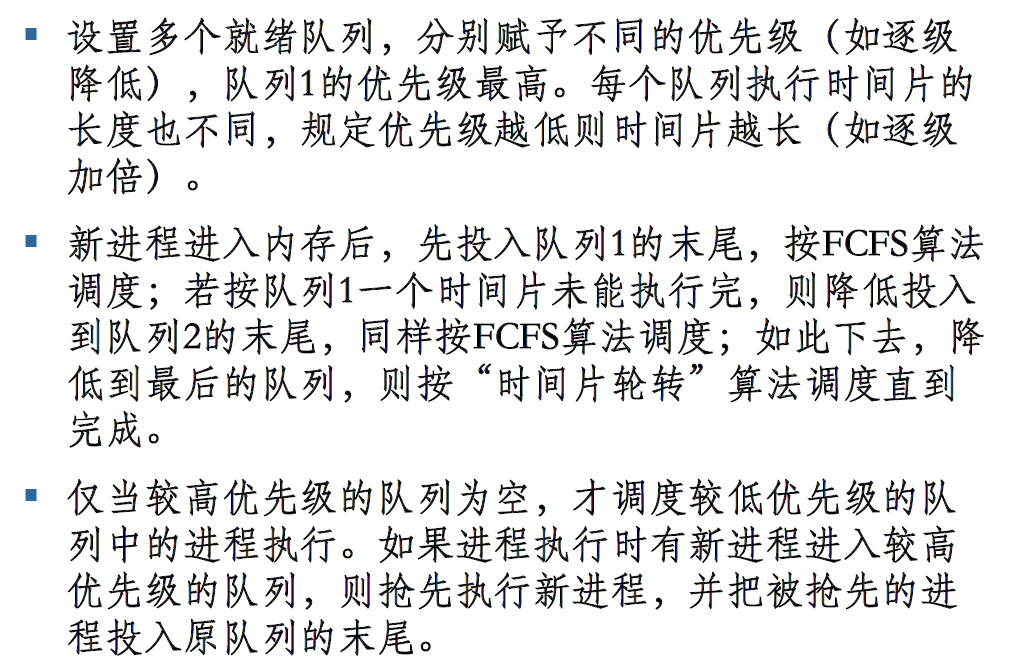 设置多个就绪队列，分别赋予不同的优先级（如逐级
降低），队列1的优先级最高。每个队列执行时间片的
长度也不同，规定优先级越低则时间片越长（如逐级
加倍）。
新进程进入内存后，先投入队列1的末尾，按FCFS算法
调度；若按队列1一个时间片未能执行完，则降低投入
到队列2的末尾，同样按FCFS算法调度；如此下去，降
低到最后的队列，则按“时间片轮转”算法调度直到
完成。
仅当较高优先级的队列为空，才调度较低优先级的队
列中的进程执行。如果进程执行时有新进程进入较高
优先级的队列，则抢先执行新进程，并把被抢先的进
程投入原队列的末尾。